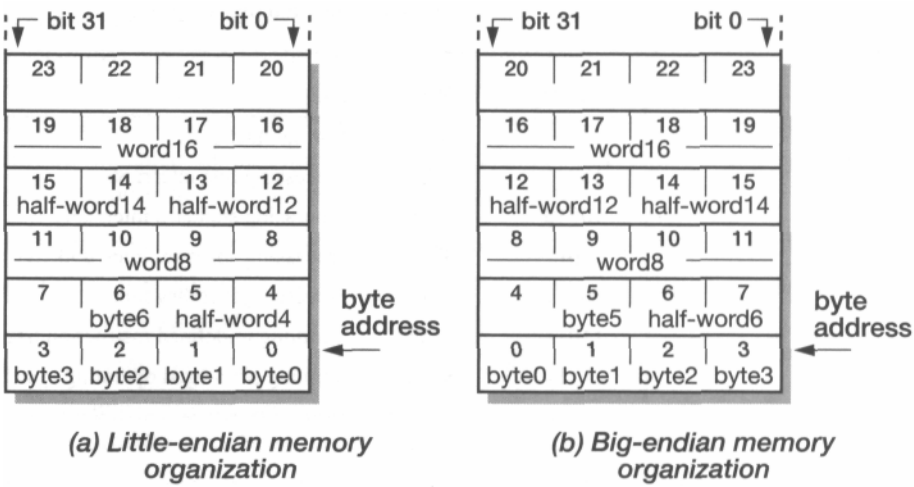 bit 31 bit 0
23 22 21 20
19 18 17 16
word16
15 14 13 12
half-word14 half-word12
11 10 9 8
word8
7 6 5 4
byte6 half-word4
3 2 1 0
byte3 byte2 byte1 byte0
byte
address
(a) Little-endian memory
organization
bit 31 bit 0
20 21 22 23
16 17 18 19
word16
12 13 14 15
half-word12 half-word14
8 9 10 11
word8
4 5 6 7
byte5 half-word6
0 1 2 3
byte0 byte1 byte2 byte3
byte
address
(b) Big-endian memory
organization